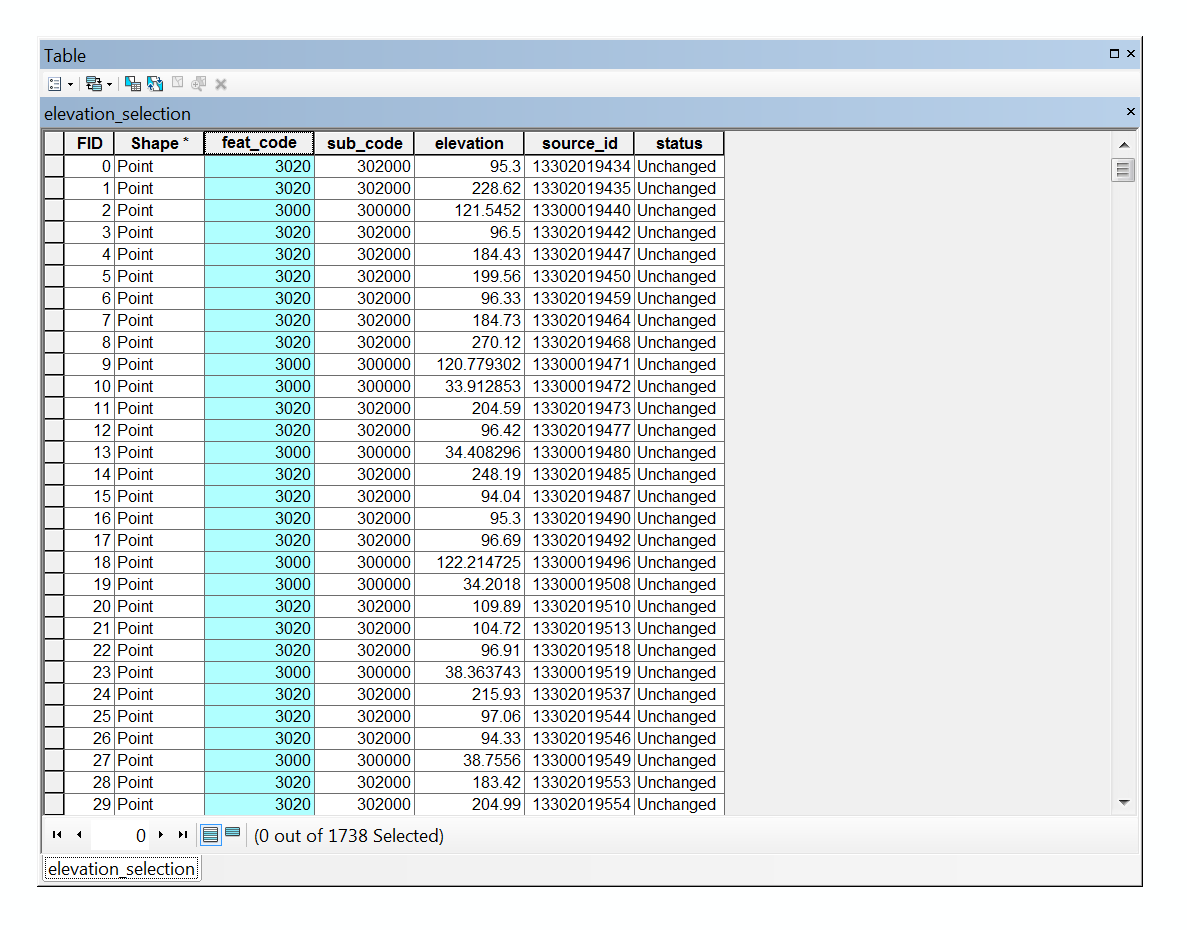 Table
elevation_selection
FID Shape * feat_code sub_code elevation source_id status
0 Point 3020 302000 95.3 13302019434 Unchanged
1 Point 3020 302000 228.62 13302019435 Unchanged
2 Point 3000 300000 121.5452 13300019440 Unchanged
3 Point 3020 302000 96.5 13302019442 Unchanged
4 Point 3020 302000 184.43 13302019447 Unchanged
5 Point 3020 302000 199.56 13302019450 Unchanged
6 Point 3020 302000 96.33 13302019459 Unchanged
7 Point 3020 302000 184.73 13302019464 Unchanged
8 Point 3020 302000 270.12 13302019468 Unchanged
9 Point 3000 300000 120.779302 13300019471 Unchanged
10 Point 3000 300000 33.912853 13300019472 Unchanged
11 Point 3020 302000 204.59 13302019473 Unchanged
12 Point 3020 302000 96.42 13302019477 Unchanged
13 Point 3000 300000 34.408296 13300019480 Unchanged
14 Point 3020 302000 248.19 13302019485 Unchanged
15 Point 3020 302000 94.04 13302019487 Unchanged
16 Point 3020 302000 95.3 13302019490 Unchanged
17 Point 3020 302000 96.69 13302019492 Unchanged
18 Point 3000 300000 122.214725 13300019496 Unchanged
19 Point 3000 300000 34.2018 13300019508 Unchanged
20 Point 3020 302000 109.89 13302019510 Unchanged
21 Point 3020 302000 104.72 13302019513 Unchanged
22 Point 3020 302000 96.91 13302019518 Unchanged
23 Point 3000 300000 38.363743 13300019519 Unchanged
24 Point 3020 302000 215.93 13302019537 Unchanged
25 Point 3020 302000 97.06 13302019544 Unchanged
26 Point 3020 302000 94.33 13302019546 Unchanged
27 Point 3000 300000 38.7556 13300019549 Unchanged
28 Point 3020 302000 183.42 13302019553 Unchanged
29 Point 3020 302000 204.99 13302019554 Unchanged
0 (0 out of 1738 Selected)
elevation_selection